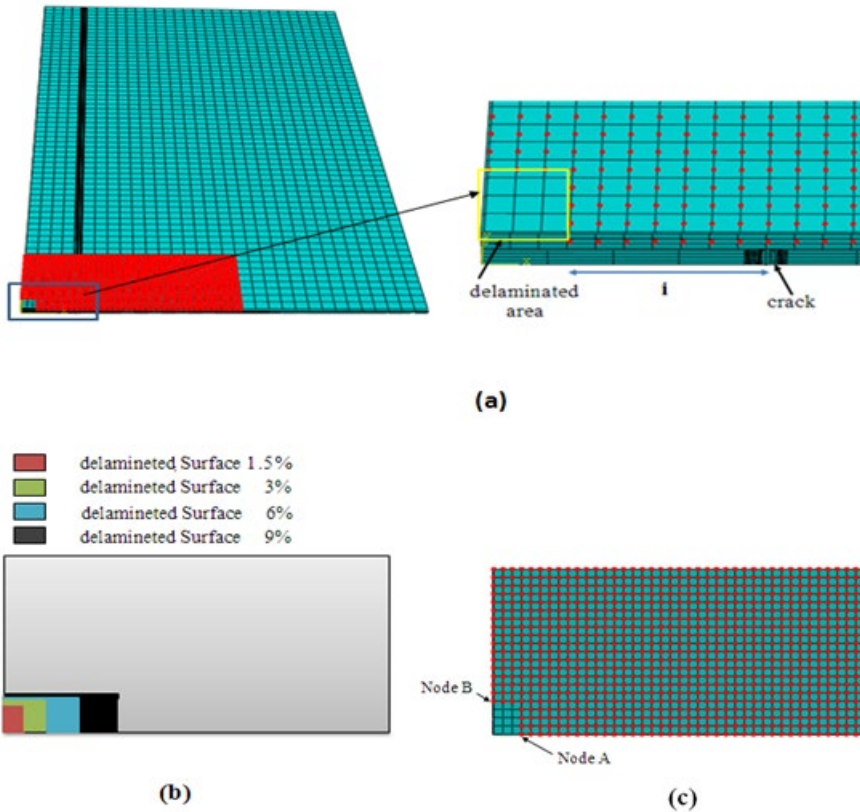 delaminated
area
i
crack
(a)
delamineted Surface 1.5%
delamineted Surface 3%
delamineted Surface 6%
delamineted Surface 9%
Node B
Node A
(b)
(c)